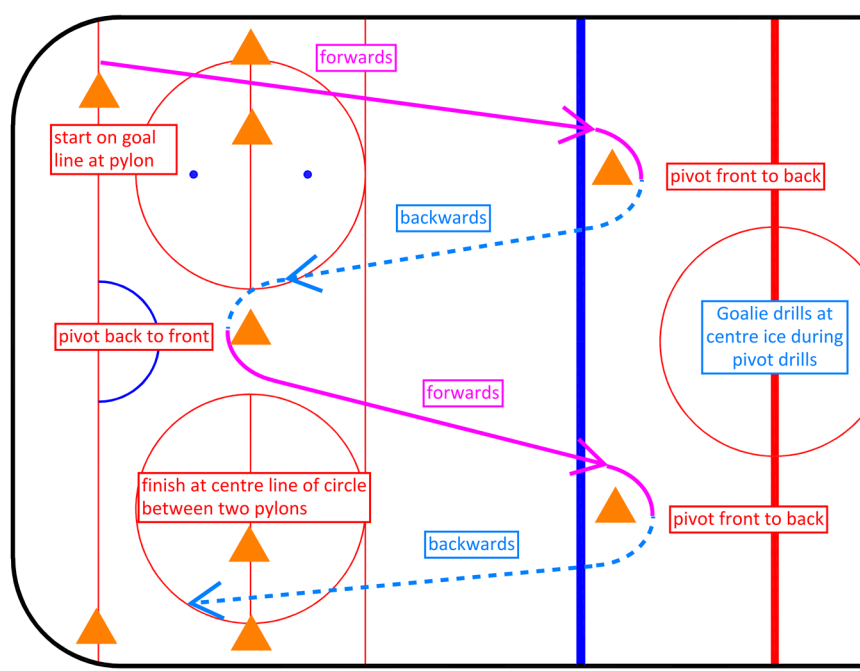 forwards
start on goal
line at pylon
pivot front to back
backwards
pivot back to front
Goalie drills at
centre ice during
pivot drills
forwards
finish at centre line of circle
between two pylons
pivot front to back
backwards